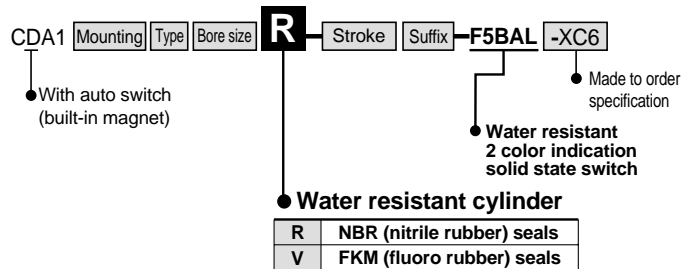 CDA1 Mounting Type Bore size R Stroke Suffix F5BAL -XC6
With auto switch
(built-in magnet)
Made to order
specification
Water resistant
2 color indication
solid state switch
Water resistant cylinder
R NBR (nitrile rubber) seals
V FKM (fluoro rubber) seals